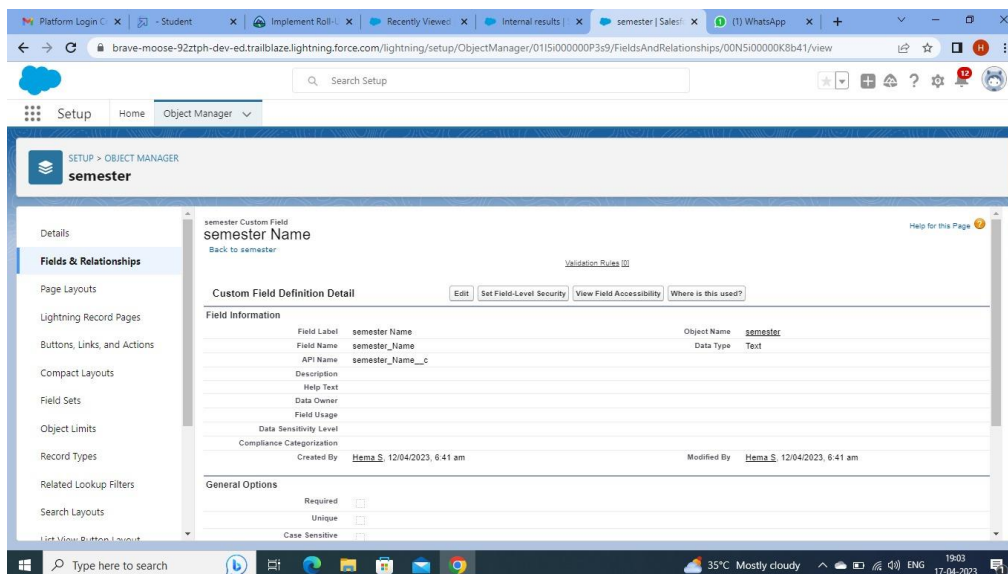 Platform Login C
- Student
Implement Roll-U
Recently Viewed
Internal results |
semester | Salesf
(1) WhatsApp
brave-moose-92ztph-dev-ed.trailblaze.lightning.force.com/lightning/setup/ObjectManager/01I5i000000P3s9/FieldsAndRelationships/00N5i00000K8b41/view
H
Search Setup
12
Setup
Home
Object Manager
SETUP > OBJECT MANAGER
semester
Details
Fields & Relationships
Page Layouts
Lightning Record Pages
Buttons, Links, and Actions
Compact Layouts
Field Sets
Object Limits
Record Types
Related Lookup Filters
Search Layouts
List View Button Layout
semester Custom Field
semester Name
Back to semester
Help for this Page
Validation Rules [0]
Custom Field Definition Detail
Edit
Set Field-Level Security
View Field Accessibility
Where is this used?
Field Information
Field Label semester Name Object Name semester
Field Name semester_Name Data Type Text
API Name semester_Name__c
Description
Help Text
Data Owner
Field Usage
Data Sensitivity Level
Compliance Categorization
Created By Hema S, 12/04/2023, 6:41 am Modified By Hema S, 12/04/2023, 6:41 am
General Options
Required
Unique
Case Sensitive
Type here to search
35°C Mostly cloudy
ENG
19:03
17-04-2023